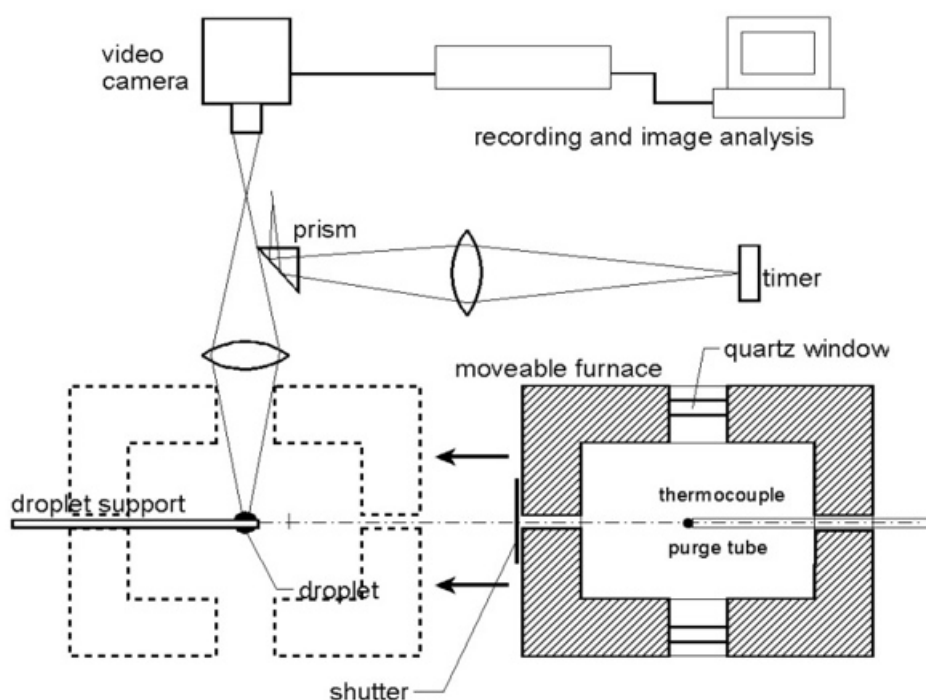 video
camera
recording and image analysis
prism
timer
quartz window
moveable furnace
droplet support
thermocouple
purge tube
droplet
shutter